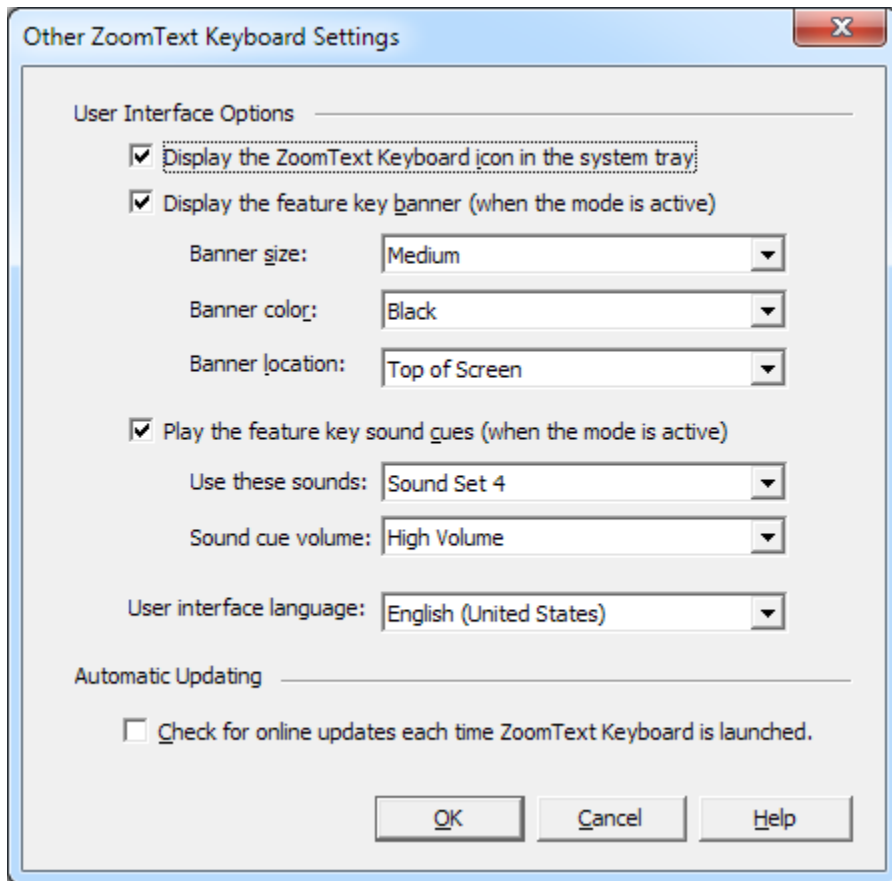 Other ZoomText Keyboard Settings
User Interface Options
Display the ZoomText Keyboard icon in the system tray
Display the feature key banner (when the mode is active)
Banner size: Medium
Banner color: Black
Banner location: Top of Screen
Play the feature key sound cues (when the mode is active)
Use these sounds: Sound Set 4
Sound cue volume: High Volume
User interface language: English (United States)
Automatic Updating
Check for online updates each time ZoomText Keyboard is launched.
OK Cancel Help